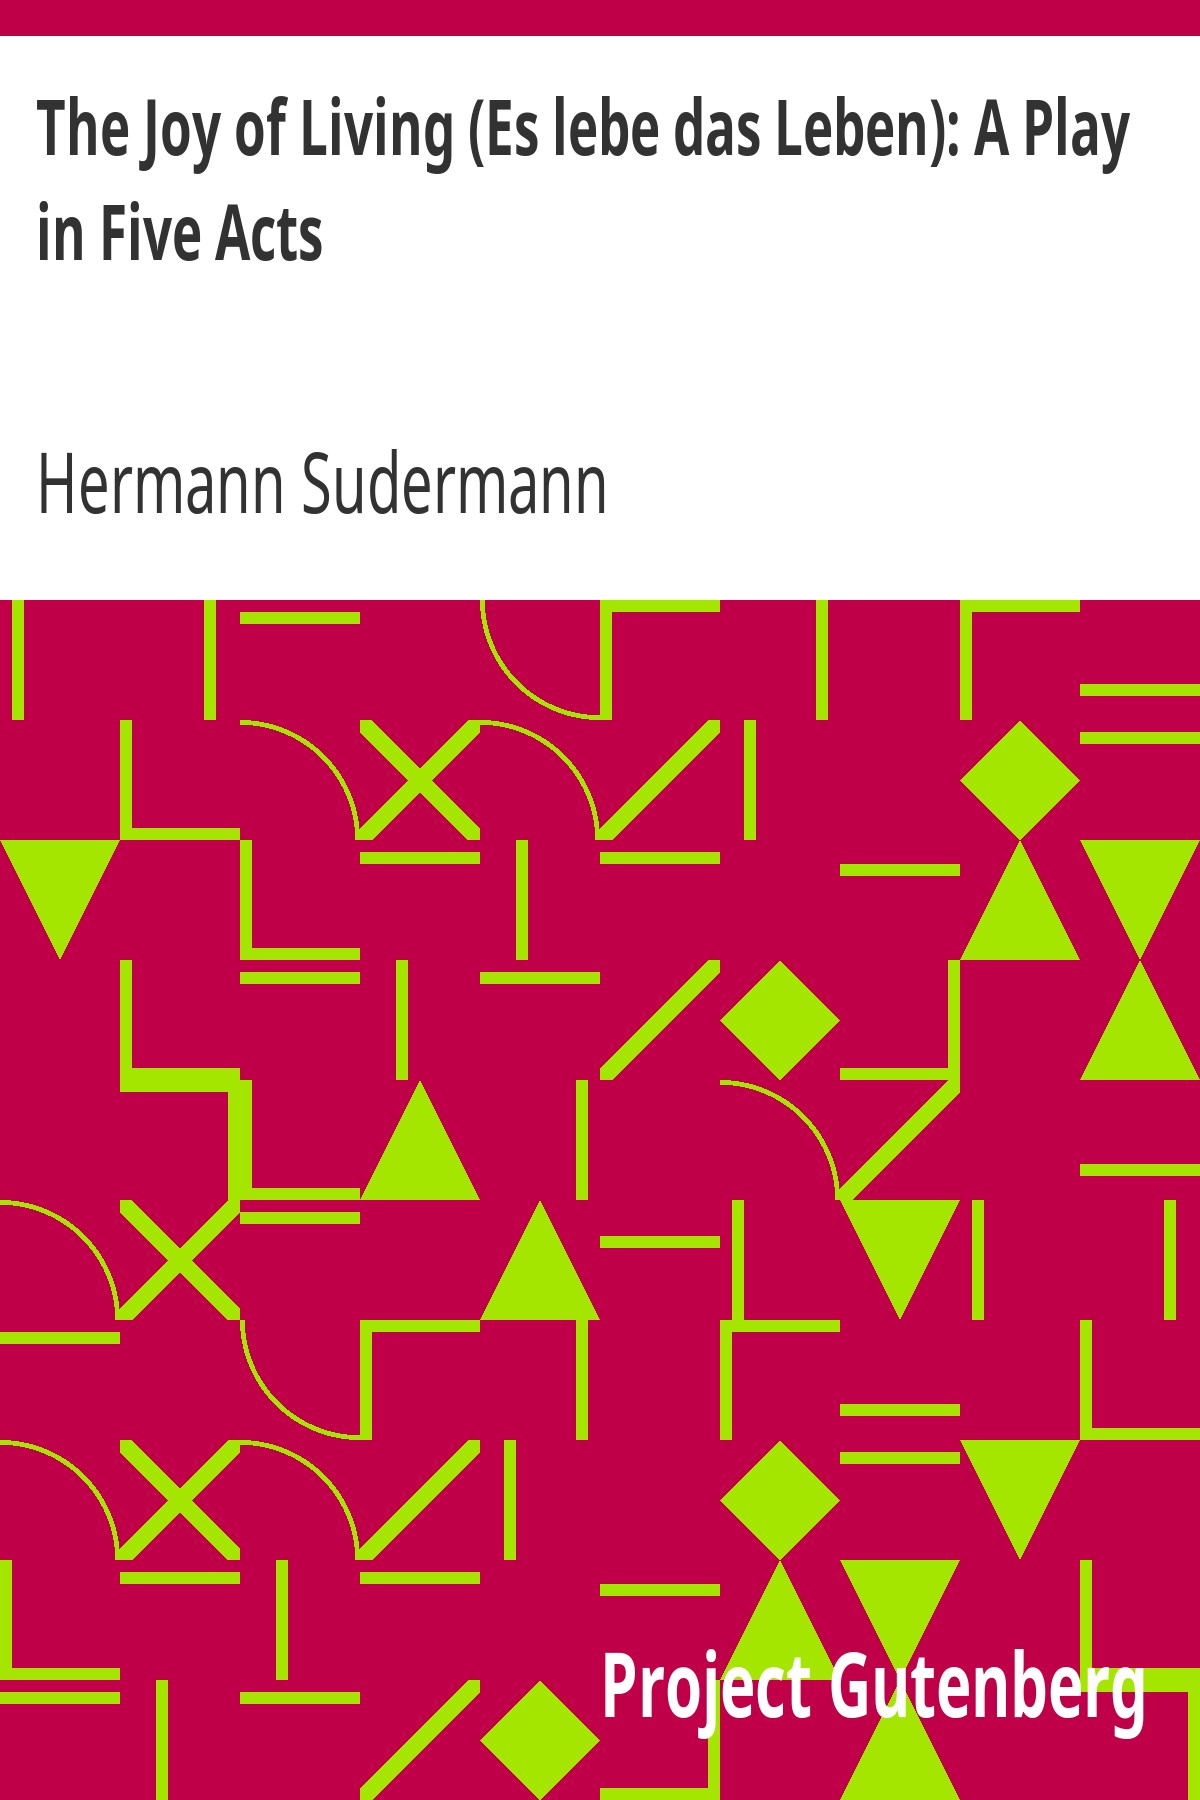 The Joy of Living (Es lebe das Leben): A Play
in Five Acts
Hermann Sudermann
Project Gutenberg